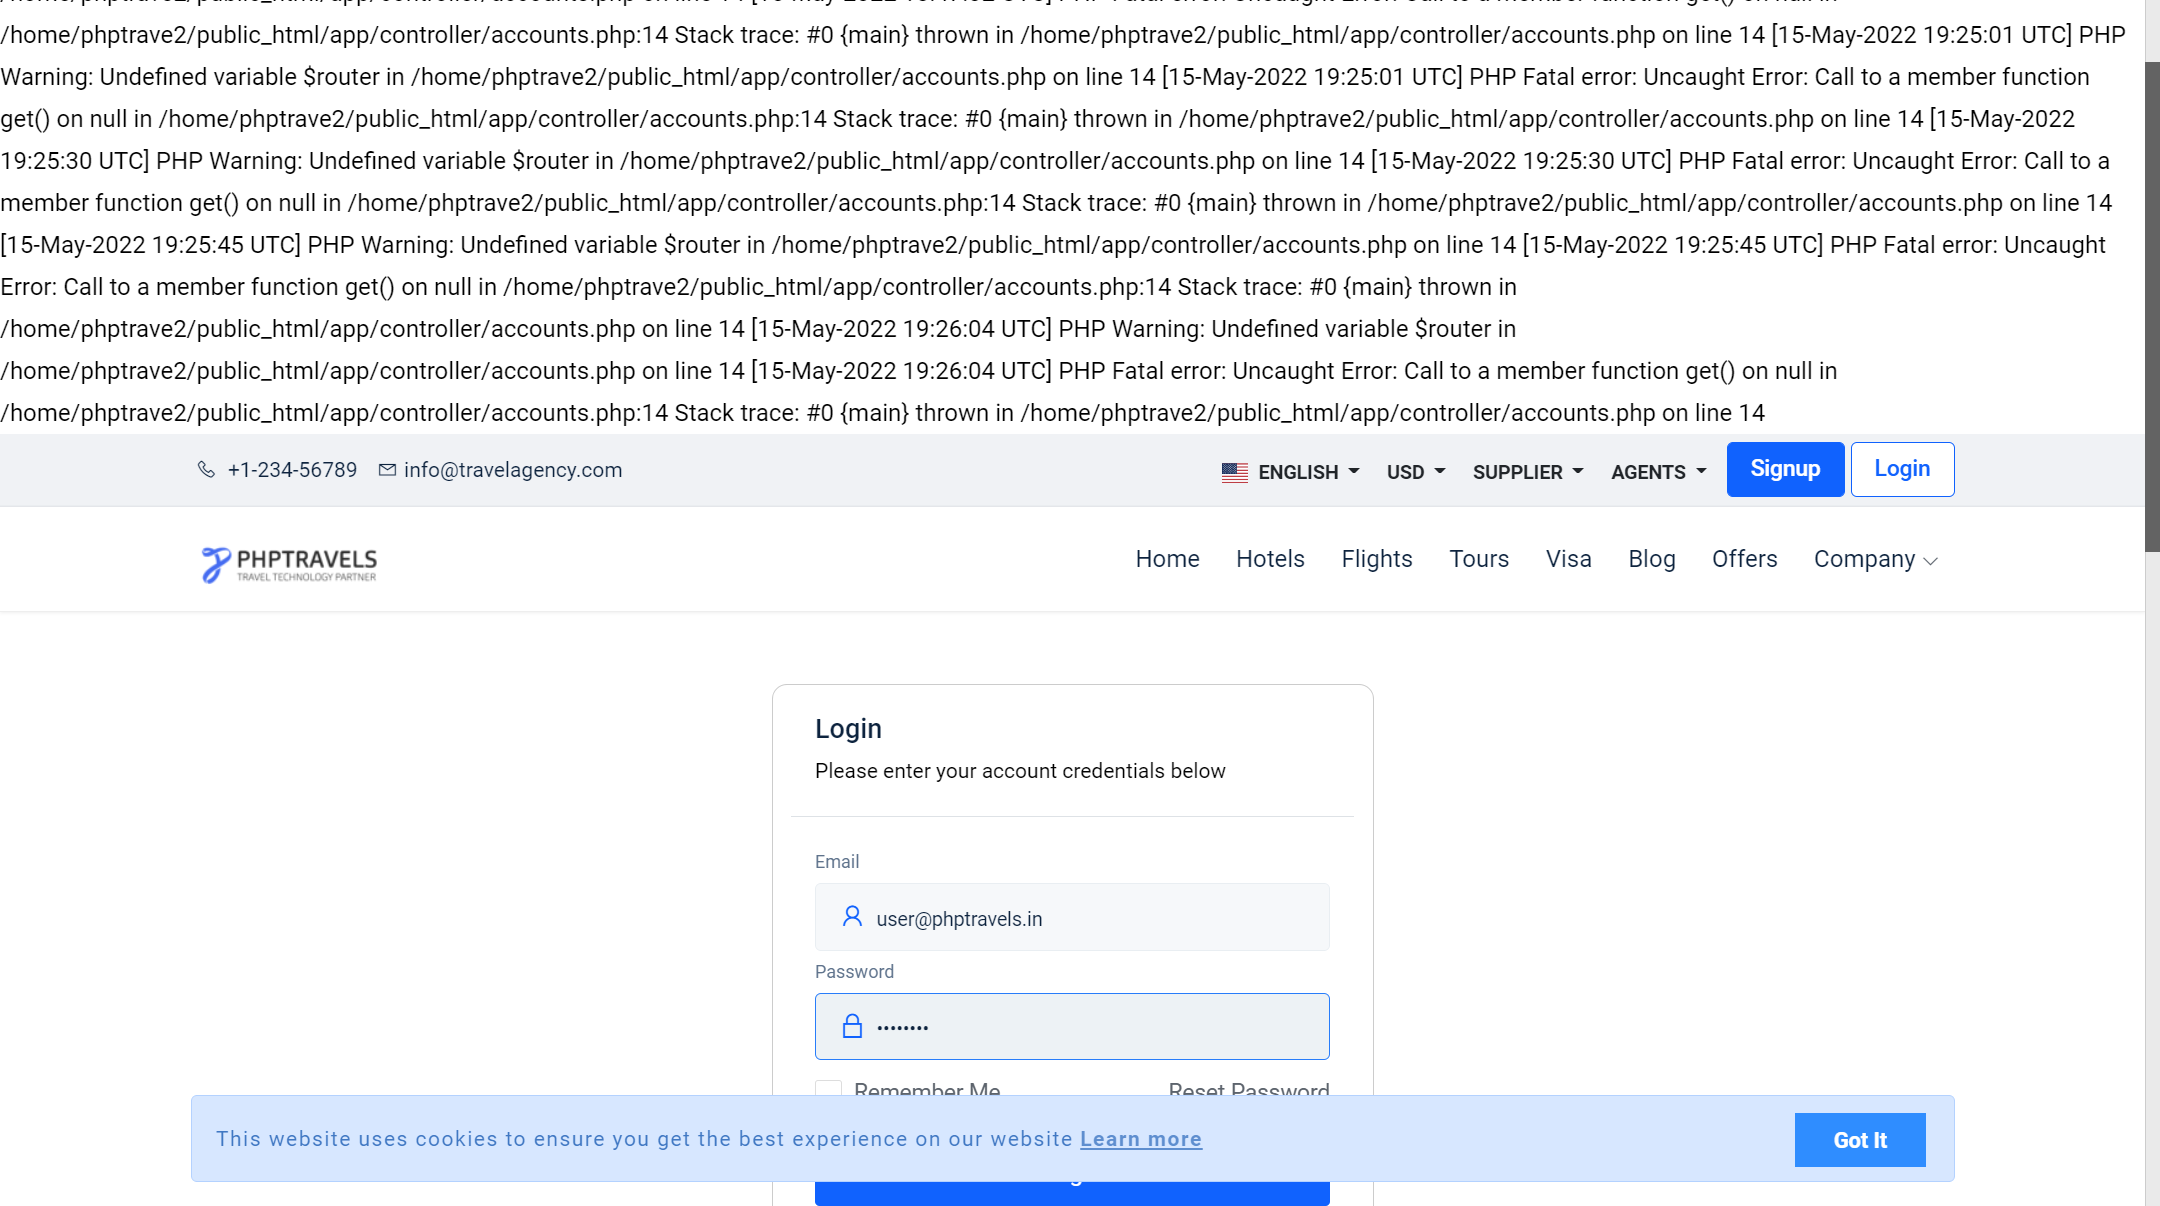 /home/phptrave2/public_html/app/controller/accounts.php:14 Stack trace: #0 {main} thrown in /home/phptrave2/public_html/app/controller/accounts.php on line 14 [15-May-2022 19:25:01 UTC] PHP
Warning: Undefined variable $router in /home/phptrave2/public_html/app/controller/accounts.php on line 14 [15-May-2022 19:25:01 UTC] PHP Fatal error: Uncaught Error: Call to a member function
get() on null in /home/phptrave2/public_html/app/controller/accounts.php:14 Stack trace: #0 {main} thrown in /home/phptrave2/public_html/app/controller/accounts.php on line 14 [15-May-2022
19:25:30 UTC] PHP Warning: Undefined variable $router in /home/phptrave2/public_html/app/controller/accounts.php on line 14 [15-May-2022 19:25:30 UTC] PHP Fatal error: Uncaught Error: Call to a
member function get() on null in /home/phptrave2/public_html/app/controller/accounts.php:14 Stack trace: #0 {main} thrown in /home/phptrave2/public_html/app/controller/accounts.php on line 14
[15-May-2022 19:25:45 UTC] PHP Warning: Undefined variable $router in /home/phptrave2/public_html/app/controller/accounts.php on line 14 [15-May-2022 19:25:45 UTC] PHP Fatal error: Uncaught
Error: Call to a member function get() on null in /home/phptrave2/public_html/app/controller/accounts.php:14 Stack trace: #0 {main} thrown in
/home/phptrave2/public_html/app/controller/accounts.php on line 14 [15-May-2022 19:26:04 UTC] PHP Warning: Undefined variable $router in
/home/phptrave2/public_html/app/controller/accounts.php on line 14 [15-May-2022 19:26:04 UTC] PHP Fatal error: Uncaught Error: Call to a member function get() on null in
/home/phptrave2/public_html/app/controller/accounts.php:14 Stack trace: #0 {main} thrown in /home/phptrave2/public_html/app/controller/accounts.php on line 14
+1-234-56789 info@travelagency.com ENGLISH USD SUPPLIER AGENTS Signup Login
PHPTRAVELS
TRAVEL TECHNOLOGY PARTNER
Home Hotels Flights Tours Visa Blog Offers Company
Login
Please enter your account credentials below
Email
user@phptravels.in
Password
••••••••
Remember Me Reset Password
This website uses cookies to ensure you get the best experience on our website Learn more Got It